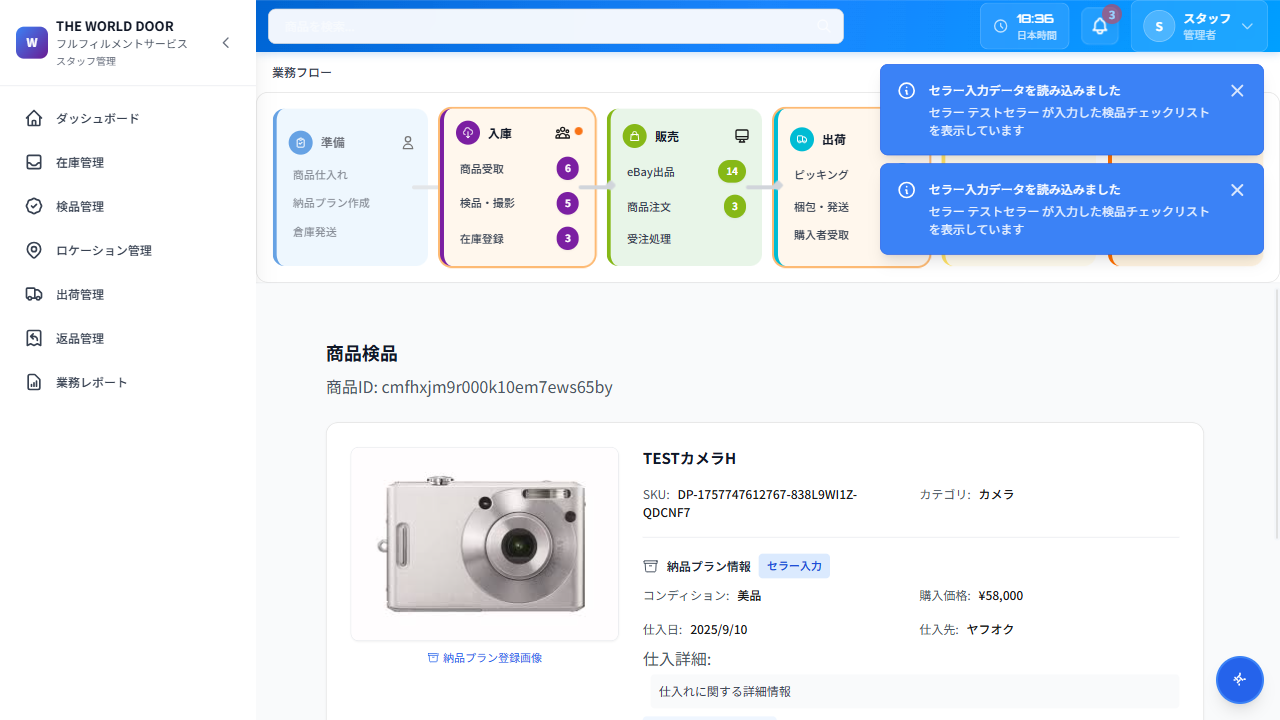 W
THE WORLD DOOR
フルフィルメントサービス
スタッフ管理
ダッシュボード
在庫管理
検品管理
ロケーション管理
出荷管理
返品管理
業務レポート
18:36
日本時間
3
S
スタッフ
管理者
業務フロー
準備
商品仕入れ
納品プラン作成
倉庫発送
入庫
商品受取
6
検品・撮影
5
在庫登録
3
販売
eBay出品
14
商品注文
3
受注処理
出荷
ピッキング
梱包・発送
購入者受取
セラー入力データを読み込みました
セラー テストセラー が入力した検品チェックリスト
を表示しています
セラー入力データを読み込みました
セラー テストセラー が入力した検品チェックリスト
を表示しています
商品検品
商品ID: cmfhxjm9r000k10em7ews65by
納品プラン登録画像
TESTカメラH
SKU: DP-1757747612767-838L9WI1Z-
QDCNF7
カテゴリ: カメラ
納品プラン情報 セラー入力
コンディション: 美品
購入価格: ¥58,000
仕入日: 2025/9/10
仕入先: ヤフオク
仕入詳細:
仕入れに関する詳細情報